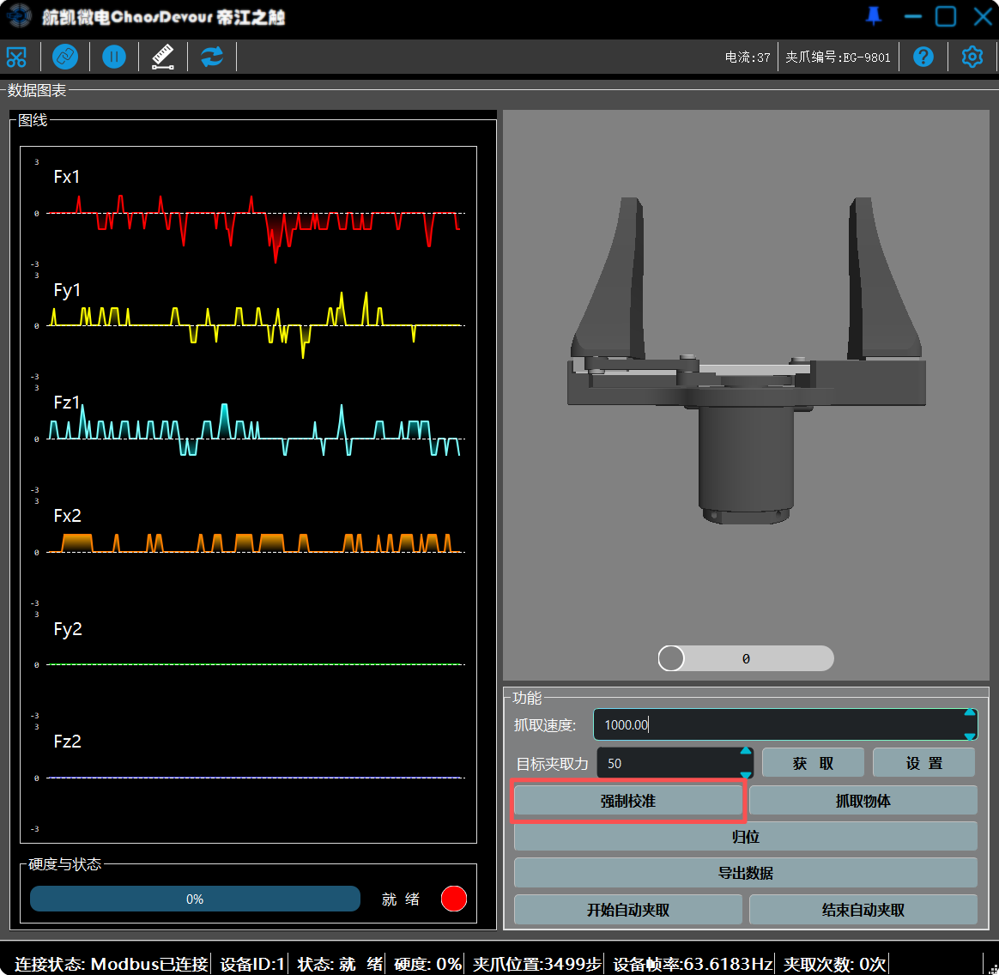 航凯微电ChaosDevour 帝江之触
电流:37 夹爪编号:EG-9801
数据图表
图线
3
Fx1
0
-3
3
Fy1
0
-3
3
Fz1
0
-3
3
Fx2
0
-3
3
Fy2
0
-3
3
Fz2
0
-3
硬度与状态
0% 就 绪
0
功能
抓取速度: 1000.00
目标夹取力 50 获 取 设 置
强制校准 抓取物体
归位
导出数据
开始自动夹取 结束自动夹取
连接状态: Modbus已连接 设备ID:1 状态: 就 绪 硬度: 0% 夹爪位置:3499步 设备帧率:63.6183Hz 夹取次数: 0次